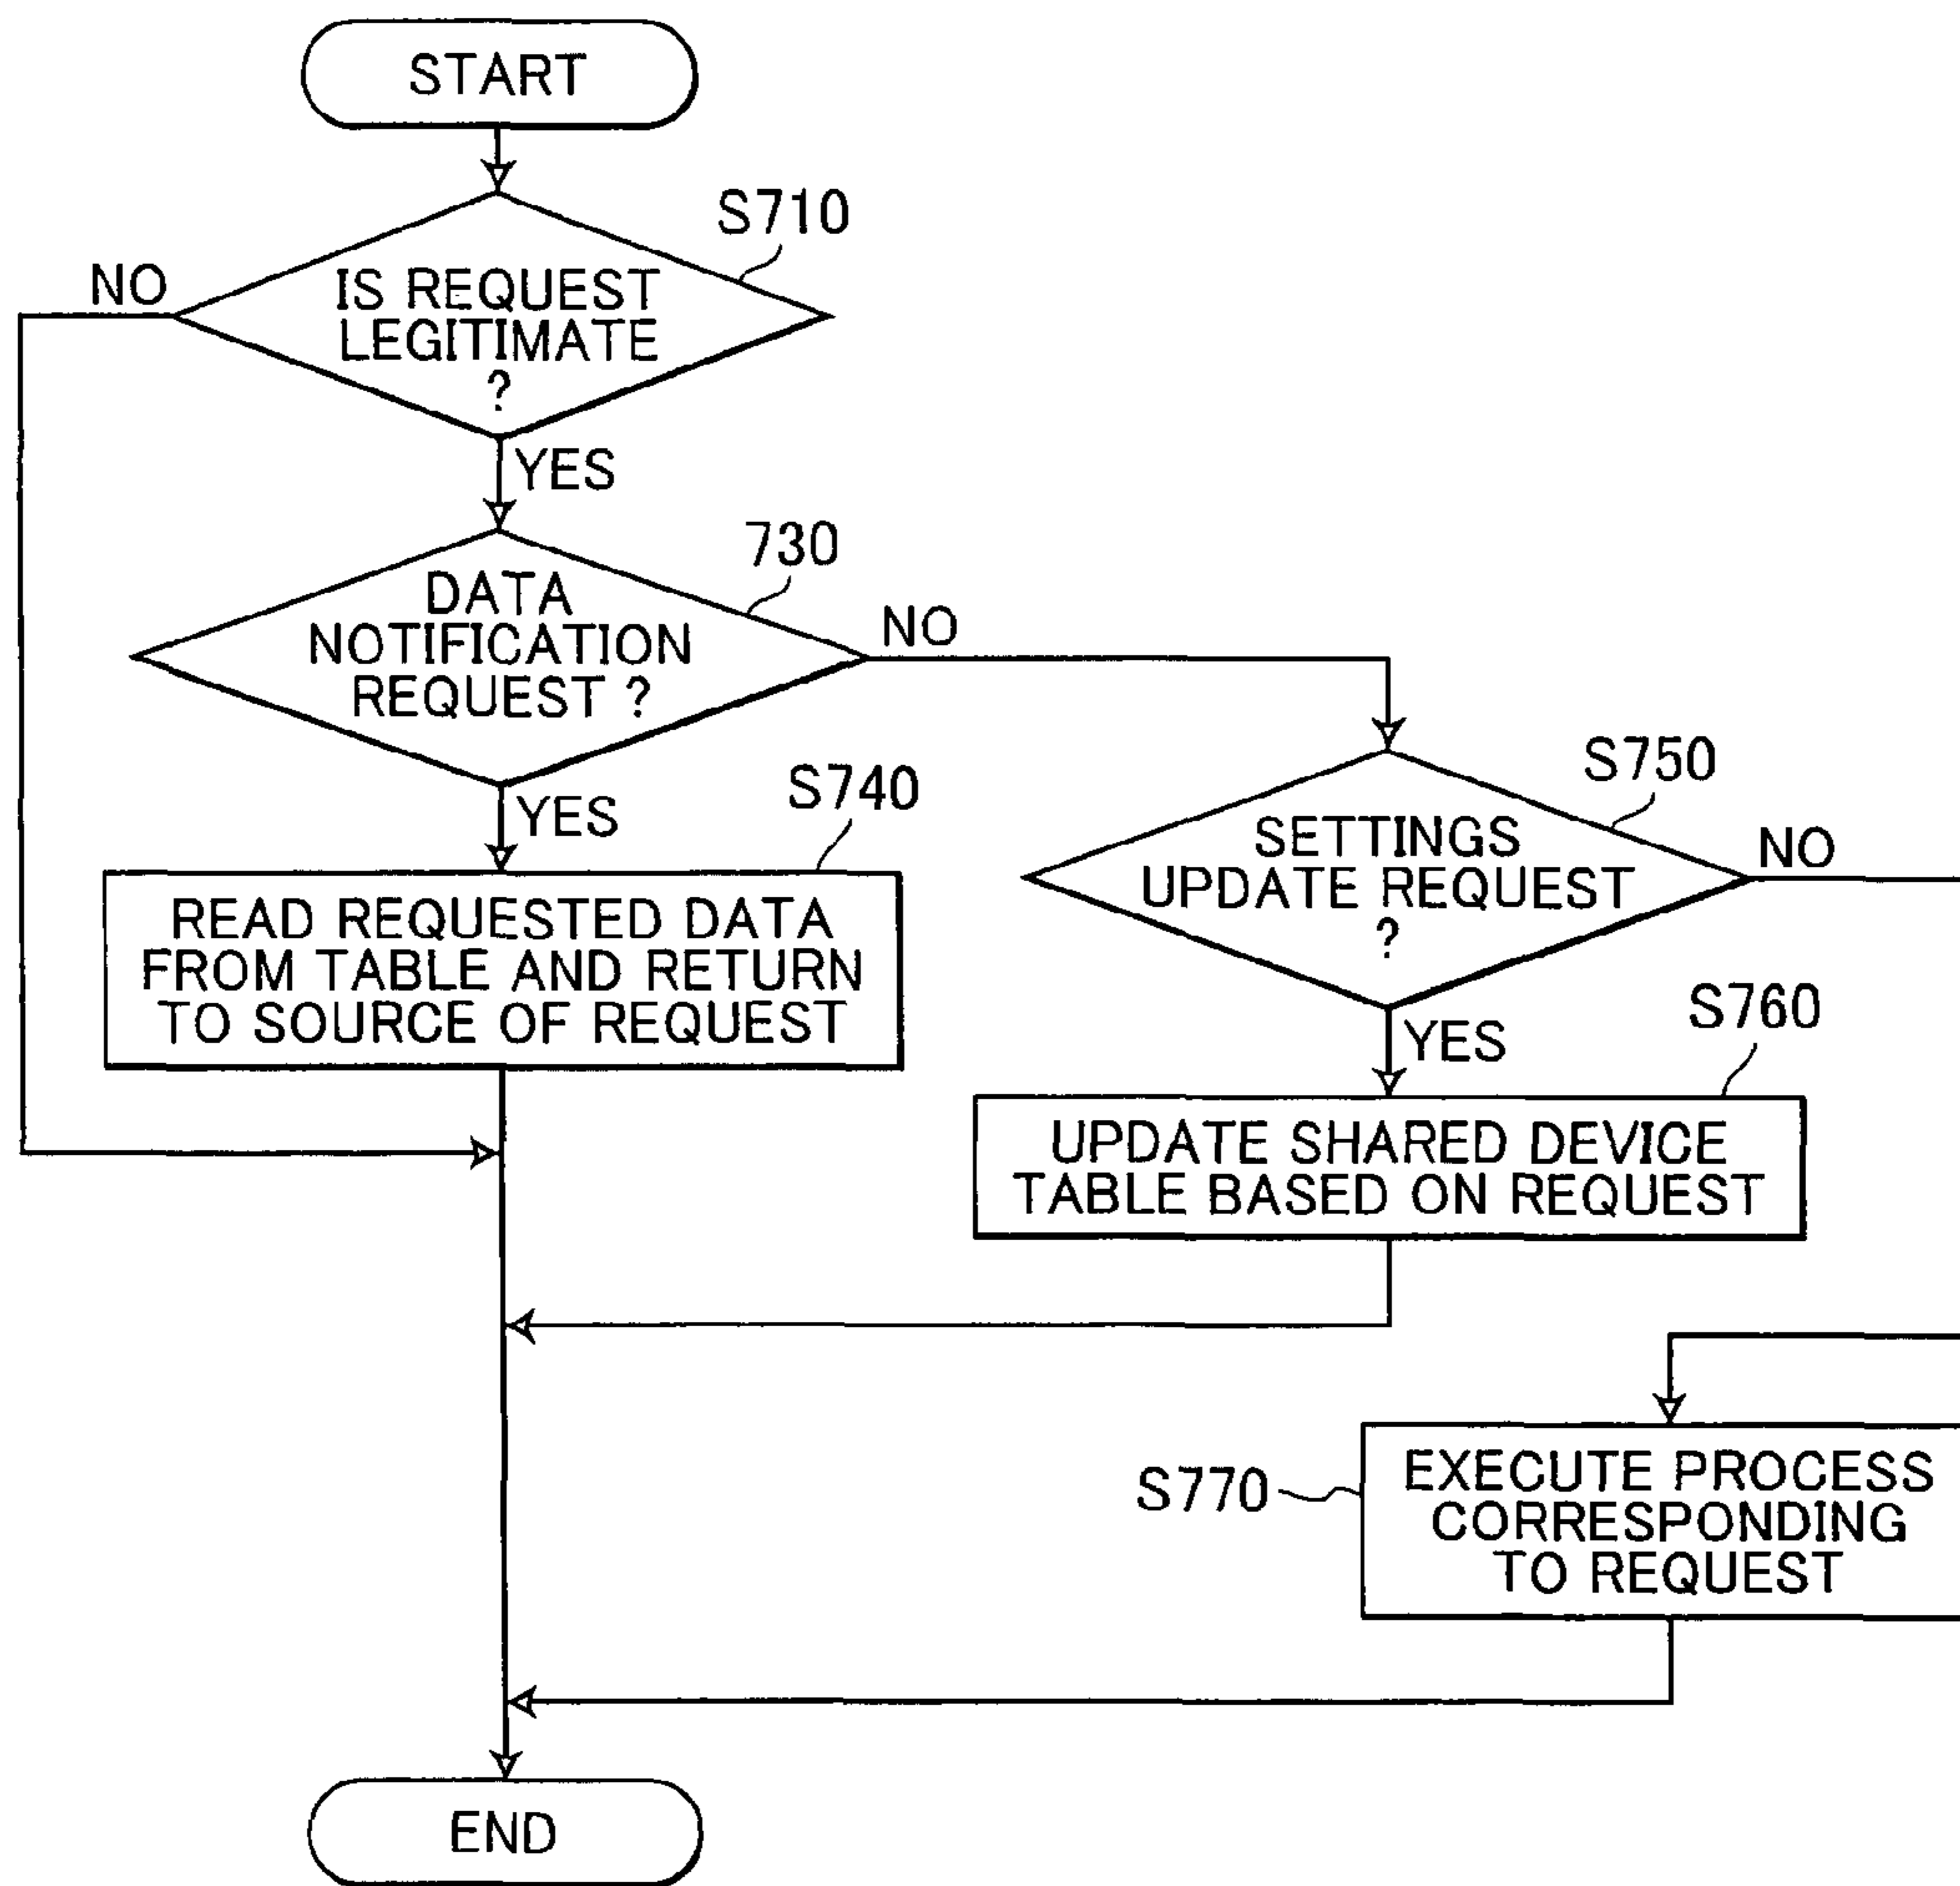 START
S710
NO
IS REQUEST
LEGITIMATE
?
YES
730
DATA
NOTIFICATION
REQUEST ?
NO
YES
S740
READ REQUESTED DATA
FROM TABLE AND RETURN
TO SOURCE OF REQUEST
S750
SETTINGS
UPDATE REQUEST
?
NO
YES
S760
UPDATE SHARED DEVICE
TABLE BASED ON REQUEST
S770
EXECUTE PROCESS
CORRESPONDING
TO REQUEST
END